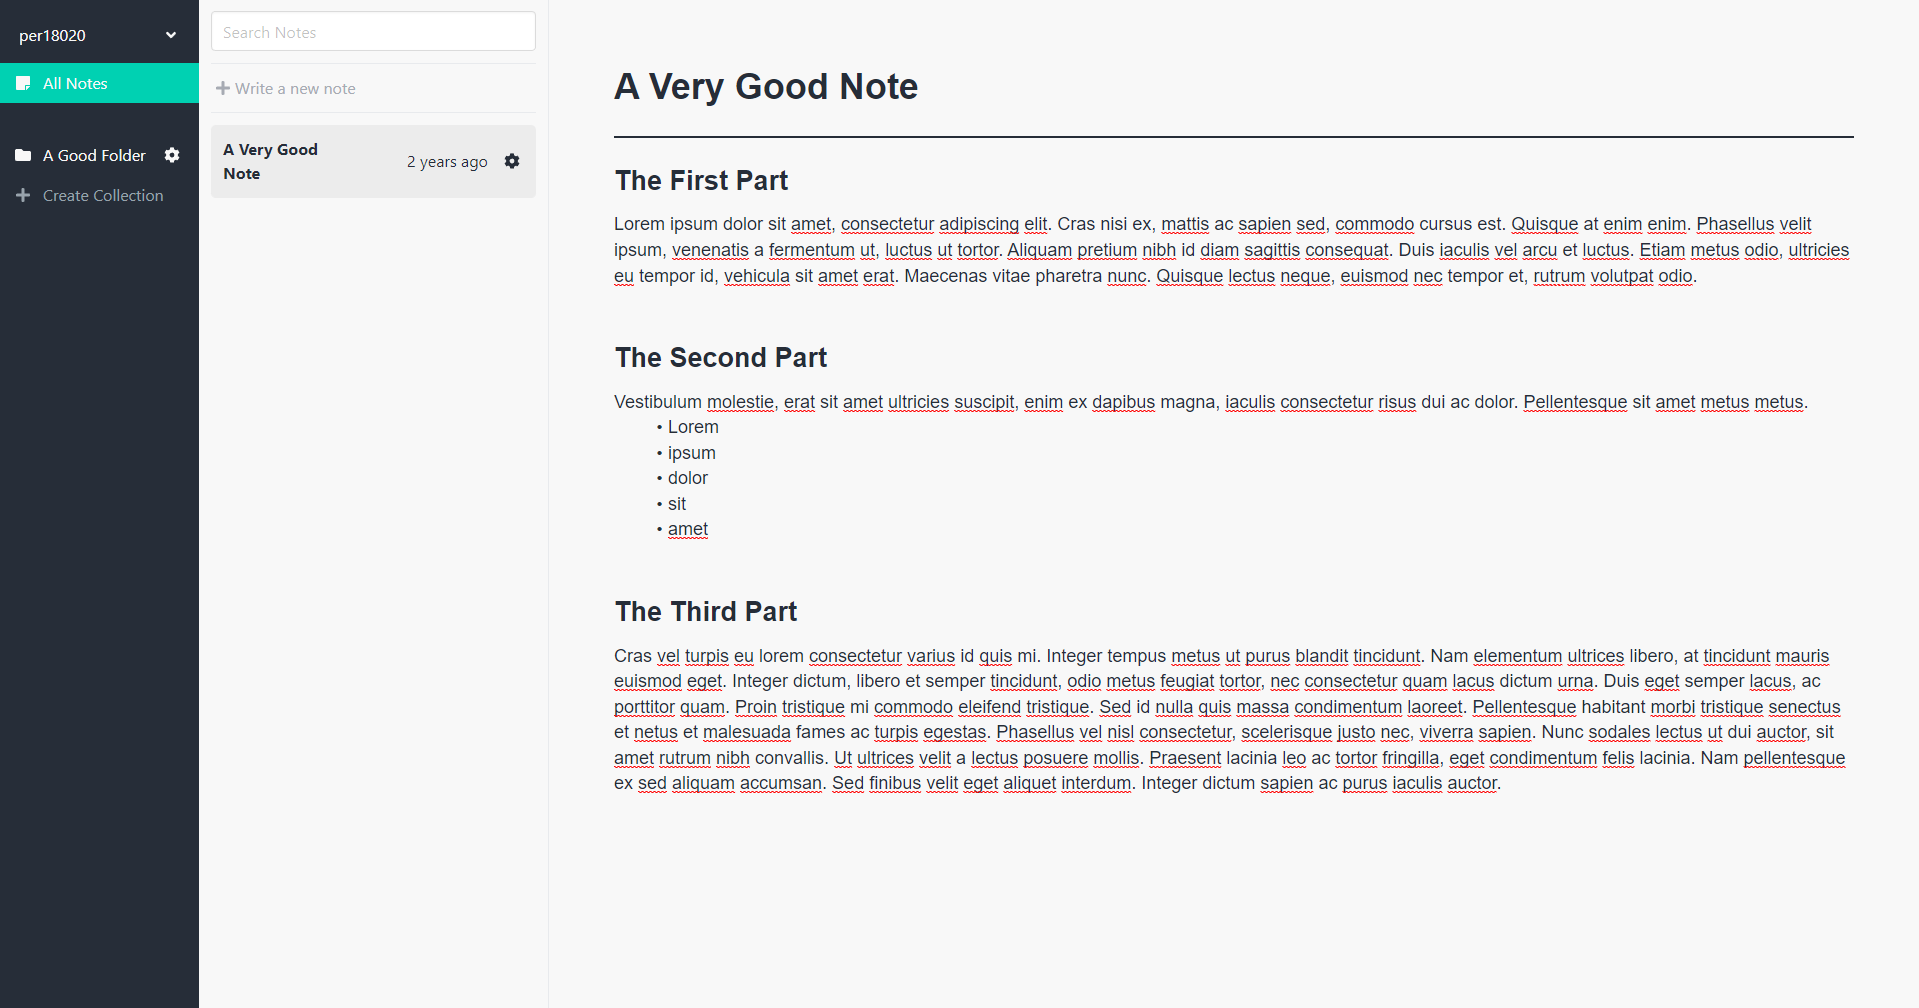 per18020
All Notes
A Good Folder
Create Collection
Search Notes
Write a new note
A Very Good
Note
2 years ago
A Very Good Note
The First Part
Lorem ipsum dolor sit amet, consectetur adipiscing elit. Cras nisi ex, mattis ac sapien sed, commodo cursus est. Quisque at enim enim. Phasellus velit
ipsum, venenatis a fermentum ut, luctus ut tortor. Aliquam pretium nibh id diam sagittis consequat. Duis iaculis vel arcu et luctus. Etiam metus odio, ultricies
eu tempor id, vehicula sit amet erat. Maecenas vitae pharetra nunc. Quisque lectus neque, euismod nec tempor et, rutrum volutpat odio.
The Second Part
Vestibulum molestie, erat sit amet ultricies suscipit, enim ex dapibus magna, iaculis consectetur risus dui ac dolor. Pellentesque sit amet metus metus.
• Lorem
• ipsum
• dolor
• sit
• amet
The Third Part
Cras vel turpis eu lorem consectetur varius id quis mi. Integer tempus metus ut purus blandit tincidunt. Nam elementum ultrices libero, at tincidunt mauris
euismod eget. Integer dictum, libero et semper tincidunt, odio metus feugiat tortor, nec consectetur quam lacus dictum urna. Duis eget semper lacus, ac
porttitor quam. Proin tristique mi commodo eleifend tristique. Sed id nulla quis massa condimentum laoreet. Pellentesque habitant morbi tristique senectus
et netus et malesuada fames ac turpis egestas. Phasellus vel nisl consectetur, scelerisque justo nec, viverra sapien. Nunc sodales lectus ut dui auctor, sit
amet rutrum nibh convallis. Ut ultrices velit a lectus posuere mollis. Praesent lacinia leo ac tortor fringilla, eget condimentum felis lacinia. Nam pellentesque
ex sed aliquam accumsan. Sed finibus velit eget aliquet interdum. Integer dictum sapien ac purus iaculis auctor.